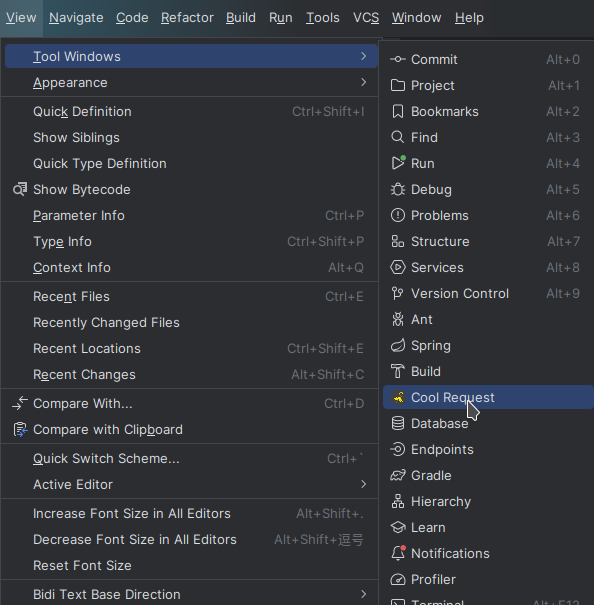 View Navigate Code Refactor Build Run Tools VCS Window Help
Tool Windows
Appearance
Quick Definition Ctrl+Shift+I
Show Siblings
Quick Type Definition
Show Bytecode
Parameter Info Ctrl+P
Type Info Ctrl+Shift+P
Context Info Alt+Q
Recent Files Ctrl+E
Recently Changed Files
Recent Locations Ctrl+Shift+E
Recent Changes Alt+Shift+C
Compare With... Ctrl+D
Compare with Clipboard
Quick Switch Scheme... Ctrl+`
Active Editor
Increase Font Size in All Editors Alt+Shift+.
Decrease Font Size in All Editors Alt+Shift+逗号
Reset Font Size
Bidi Text Base Direction
Commit Alt+0
Project Alt+1
Bookmarks Alt+2
Find Alt+3
Run Alt+4
Debug Alt+5
Problems Alt+6
Structure Alt+7
Services Alt+8
Version Control Alt+9
Ant
Spring
Build
Cool Request
Database
Endpoints
Gradle
Hierarchy
Learn
Notifications
Profiler
Terminal Alt+F12